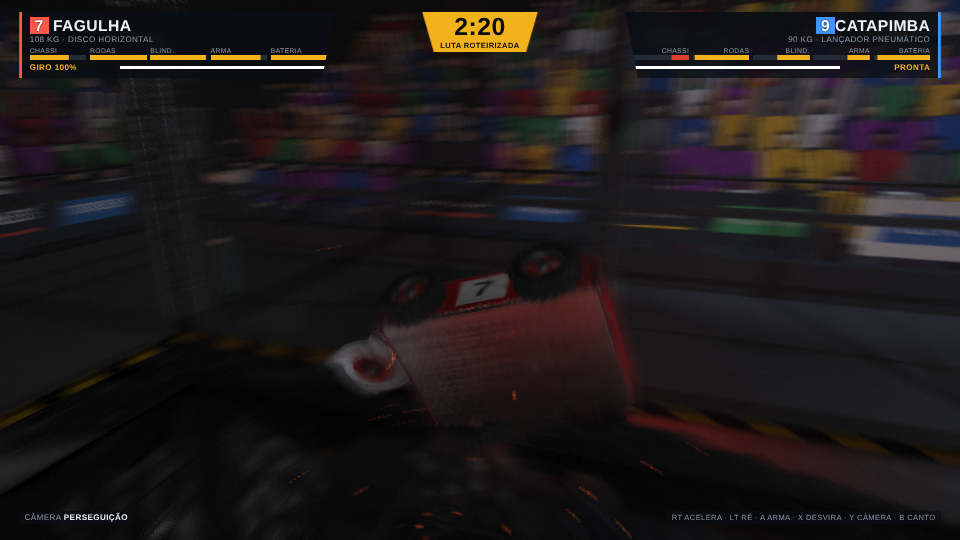 7 FAGULHA
108 KG · DISCO HORIZONTAL
CHASSI RODAS BLIND. ARMA BATERIA
GIRO 100%
2:20
LUTA ROTEIRIZADA
9 CATAPIMBA
90 KG · LANÇADOR PNEUMÁTICO
CHASSI RODAS BLIND. ARMA BATERIA
PRONTA
7
CÂMERA PERSEGUIÇÃO
RT ACELERA · LT RÉ · A ARMA · X DESVIRA · Y CÂMERA · B CANTO